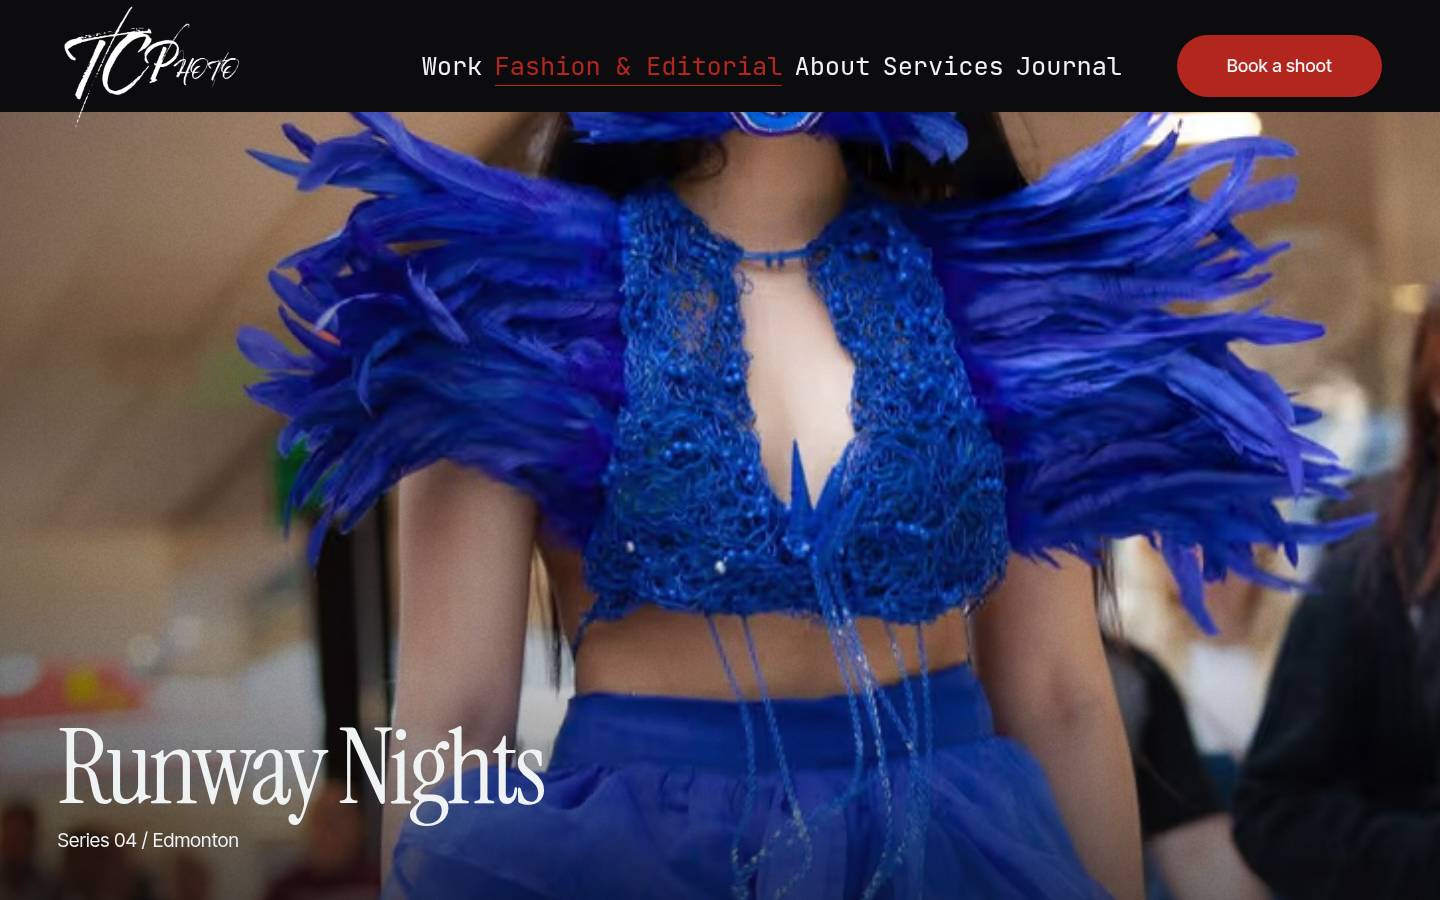 TCPHOTO
Work Fashion & Editorial About Services Journal
Book a shoot
Runway Nights
Series 04 / Edmonton